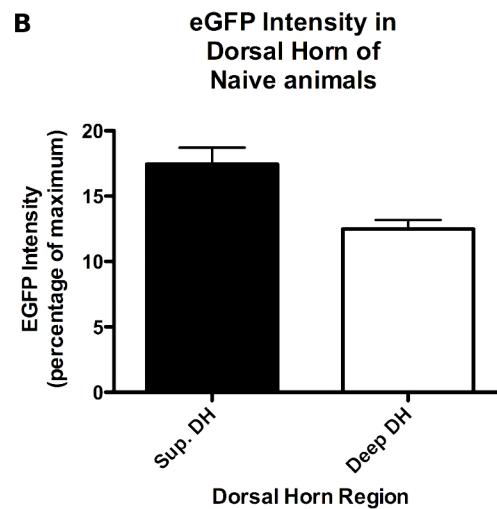 B
eGFP Intensity in
Dorsal Horn of
Naive animals
EGFP Intensity
(percentage of maximum)
20
15
10
5
0
Sup. DH
Deep DH
Dorsal Horn Region